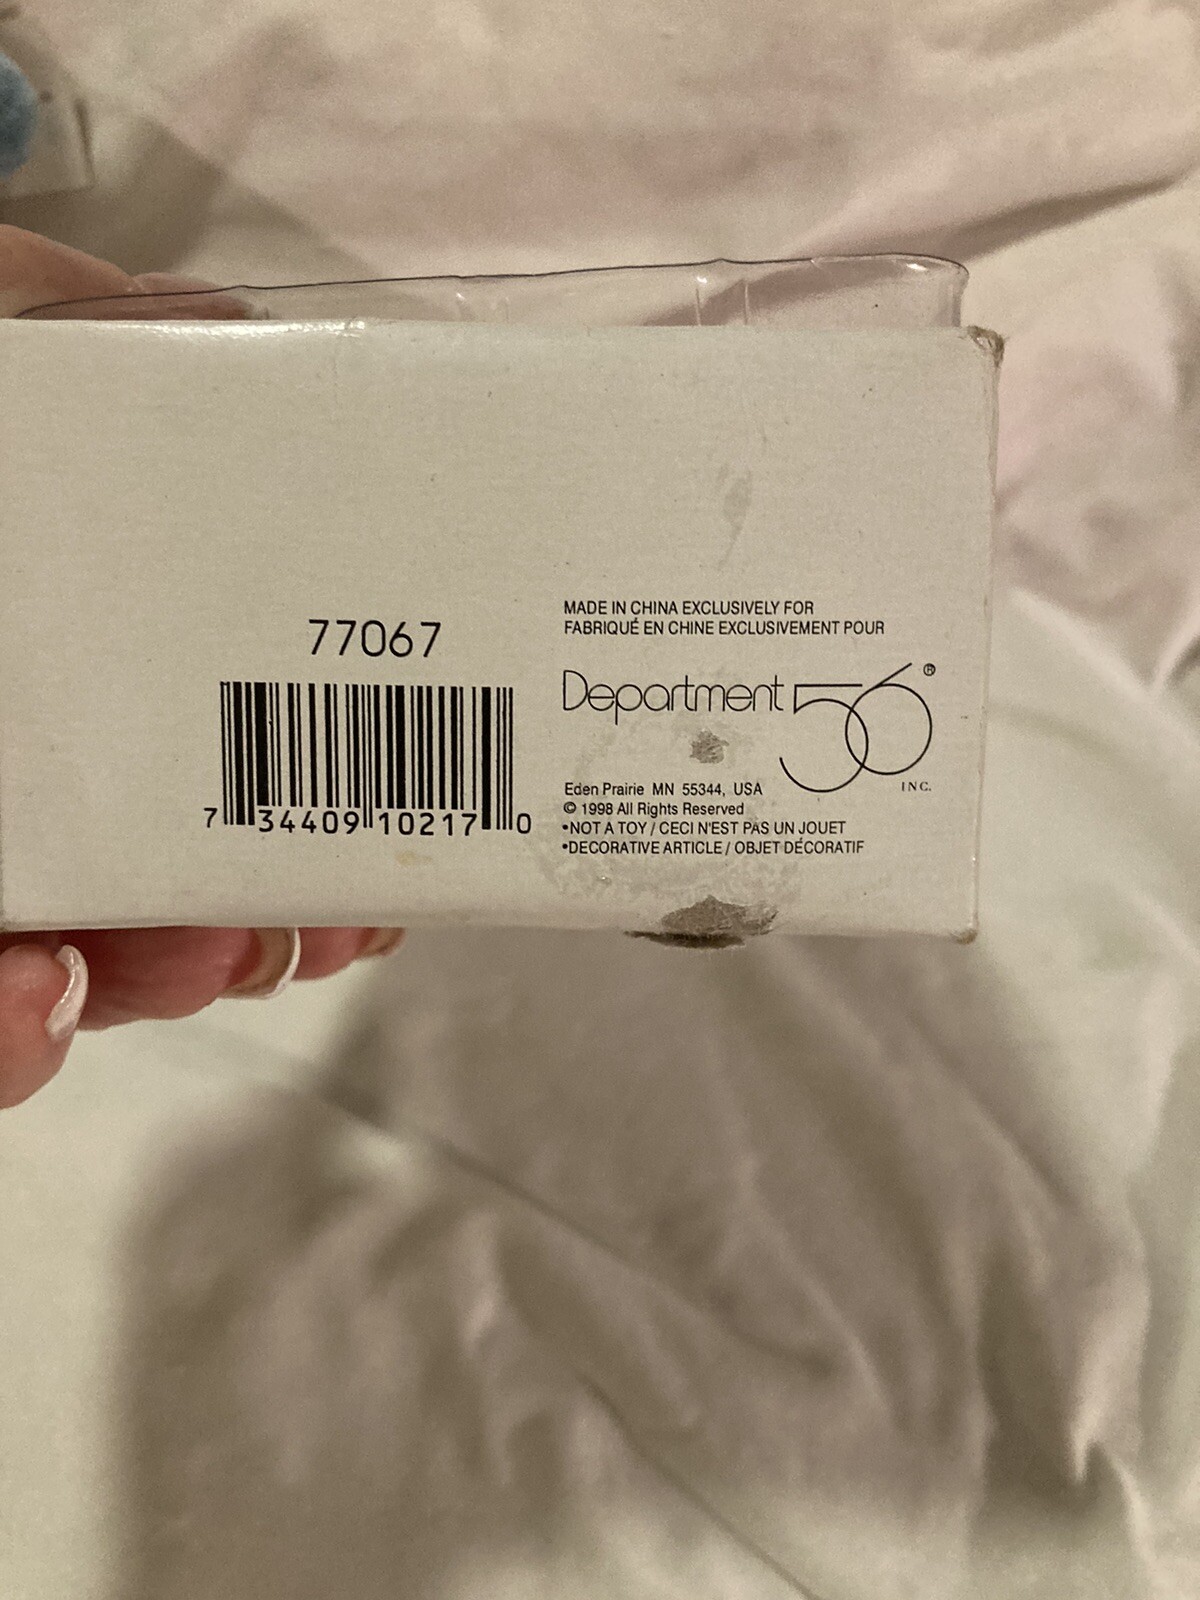 77067
7 34409 10217 0
MADE IN CHINA EXCLUSIVELY FOR
FABRIQUÉ EN CHINE EXCLUSIVEMENT POUR
Department 56®
INC.
Eden Prairie MN 55344, USA
© 1998 All Rights Reserved
•NOT A TOY / CECI N'EST PAS UN JOUET
•DECORATIVE ARTICLE / OBJET DÉCORATIF